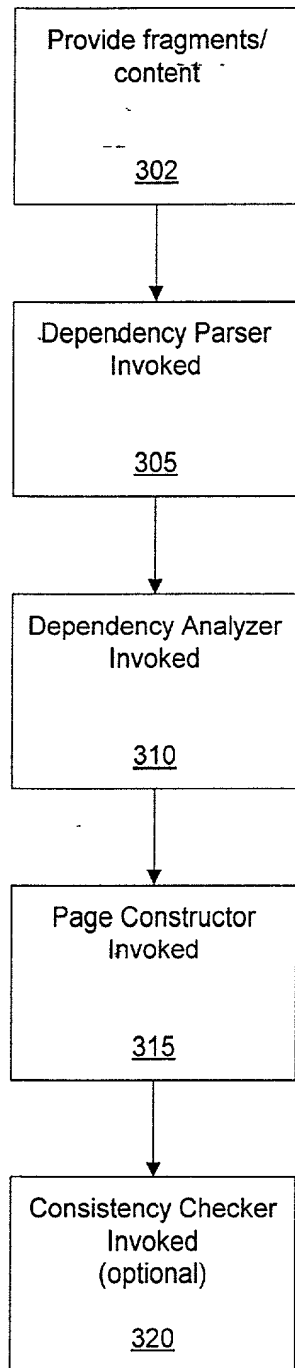 Provide fragments/
content
302
Dependency Parser
Invoked
305
Dependency Analyzer
Invoked
310
Page Constructor
Invoked
315
Consistency Checker
Invoked
(optional)
320